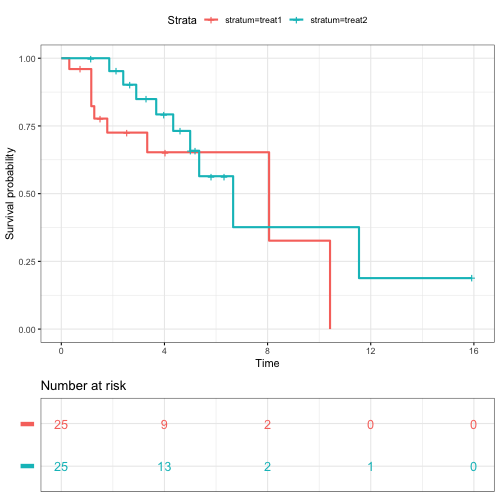 Strata stratum=treat1 stratum=treat2
1.00
0.75
0.50
0.25
0.00
Survival probability
0 4 8 12 16
Time
Number at risk
25 9 2 0 0
25 13 2 1 0